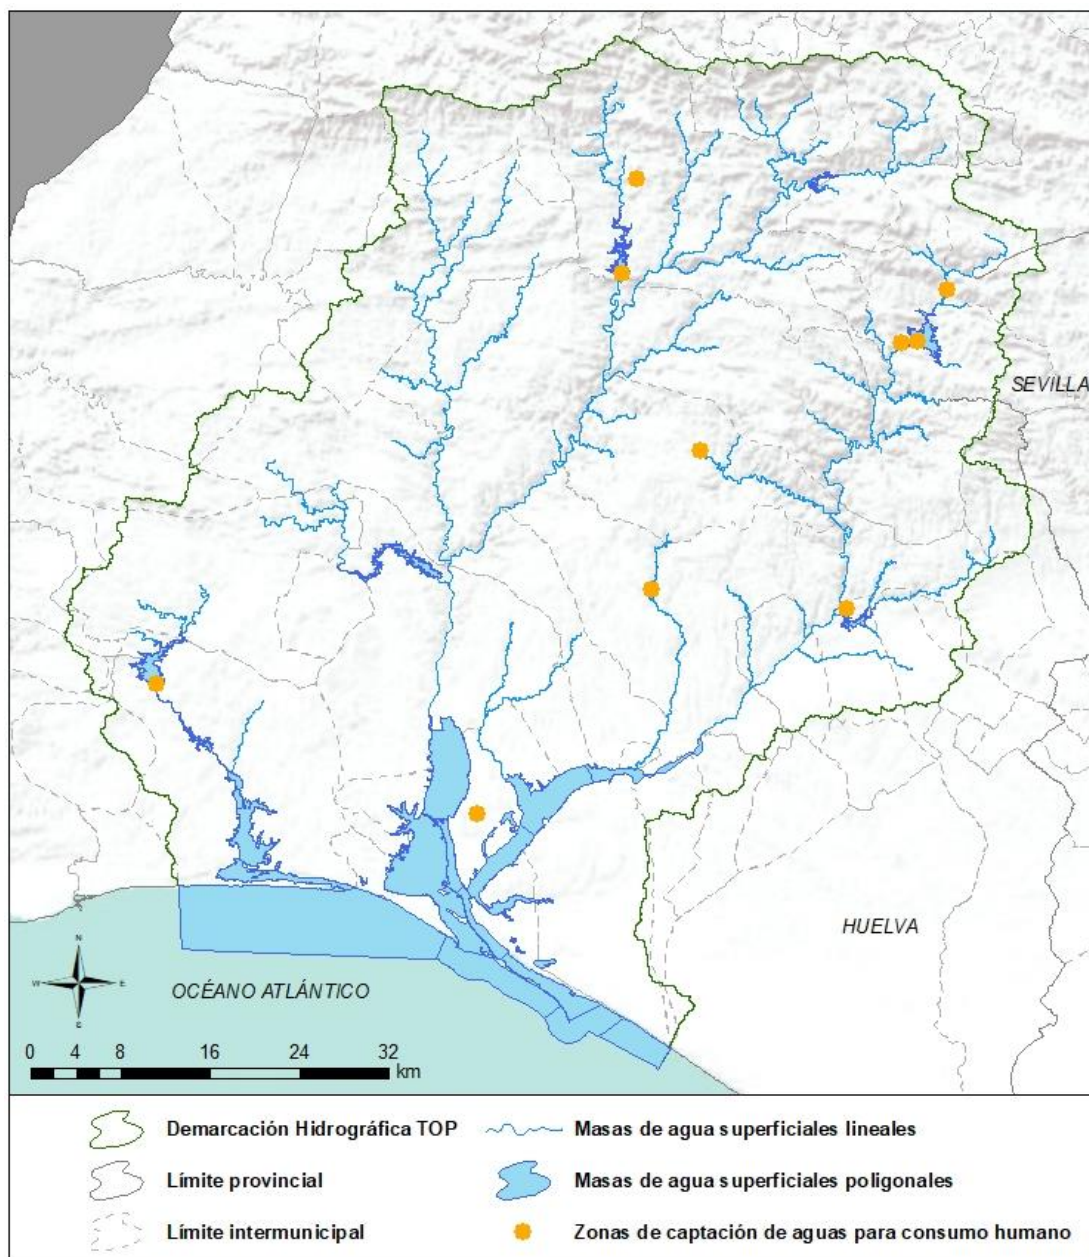 SEVILLA
HUELVA
OCÉANO ATLÁNTICO
N
W E
S
0 4 8 16 24 32
km
Demarcación Hidrográfica TOP
Masas de agua superficiales lineales
Límite provincial
Masas de agua superficiales poligonales
Límite intermunicipal
Zonas de captación de aguas para consumo humano